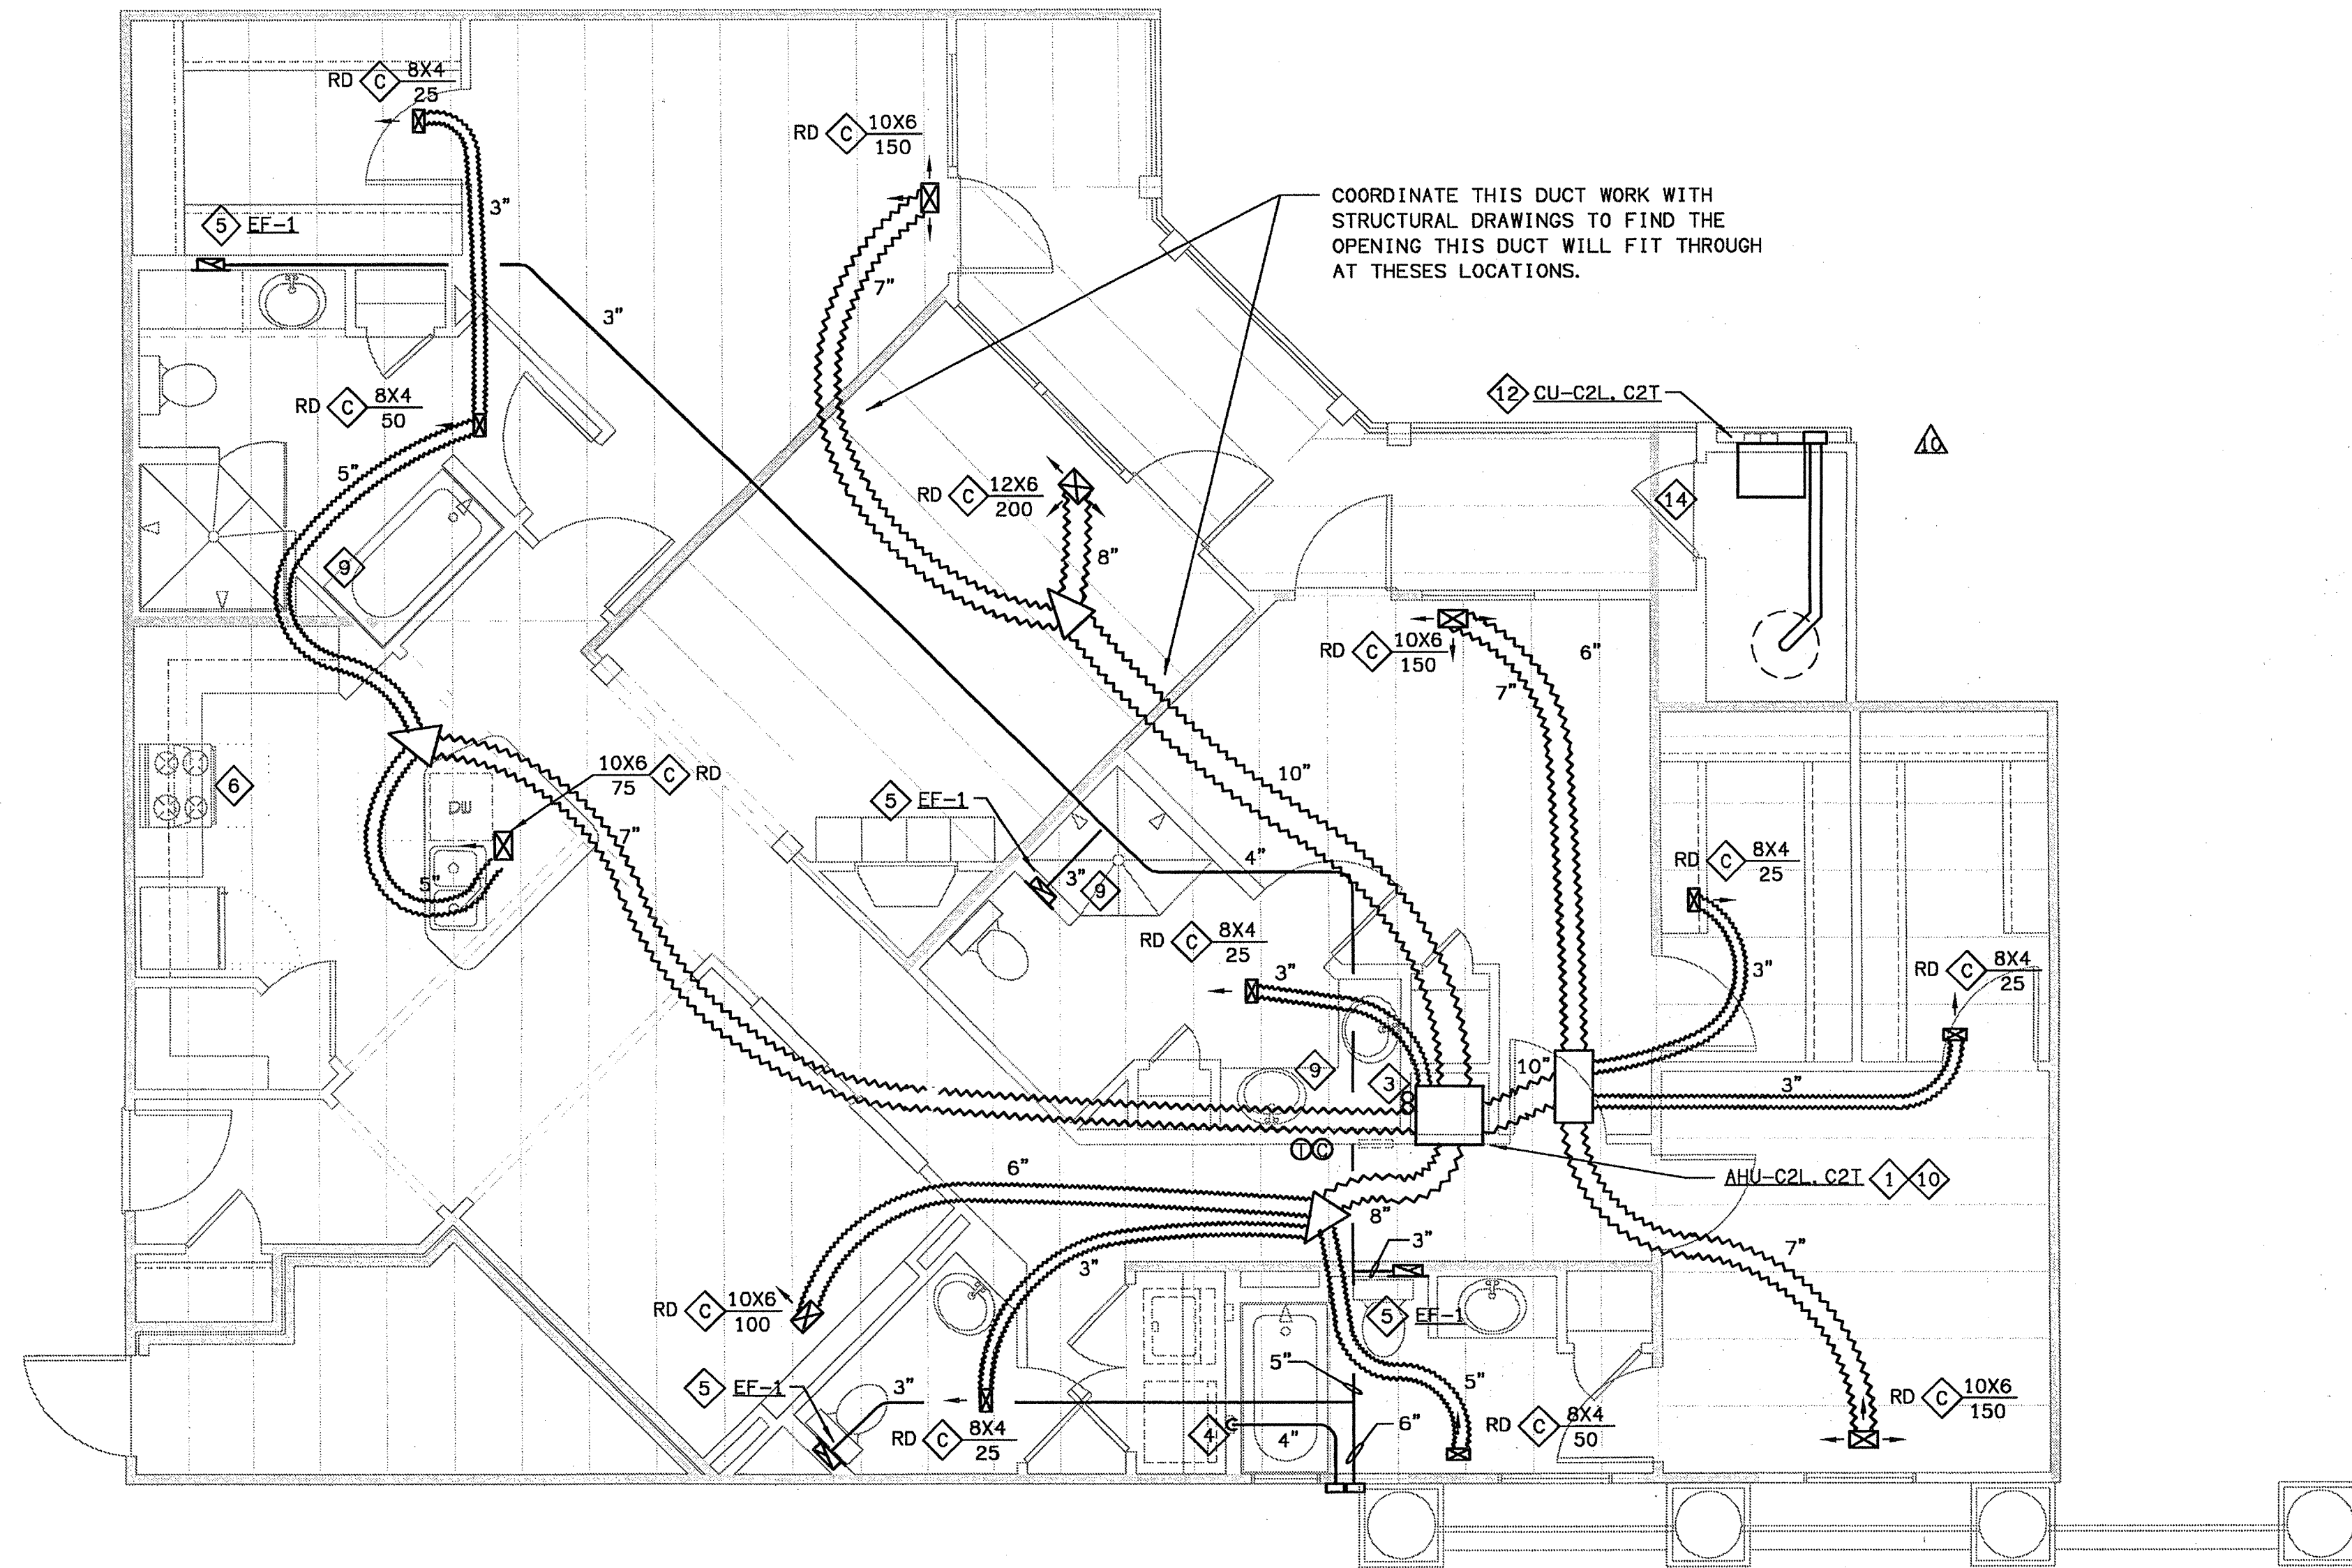 RD C 8X4
25
3"
5 EF-1
RD C 10X6
150
7"
COORDINATE THIS DUCT WORK WITH
STRUCTURAL DRAWINGS TO FIND THE
OPENING THIS DUCT WILL FIT THROUGH
AT THESES LOCATIONS.
3"
RD C 8X4
50
12 CU-C2L, C2T
10
14
5"
9
RD C 12X6
200
8"
RD C 10X6
150
6"
7"
6
10X6 C RD
75
DW
5"
7"
5 EF-1
3"
9
10"
4"
RD C 8X4
25
3"
RD C 8X4
25
3"
RD C 8X4
25
3"
9
3
10"
T C
AHU-C2L, C2T 1 10
6"
8"
3"
3"
7"
RD C 10X6
100
5 EF-1
5"
5"
5 EF-1
3"
RD C 8X4
25
4
4"
6"
RD C 8X4
50
RD C 10X6
150